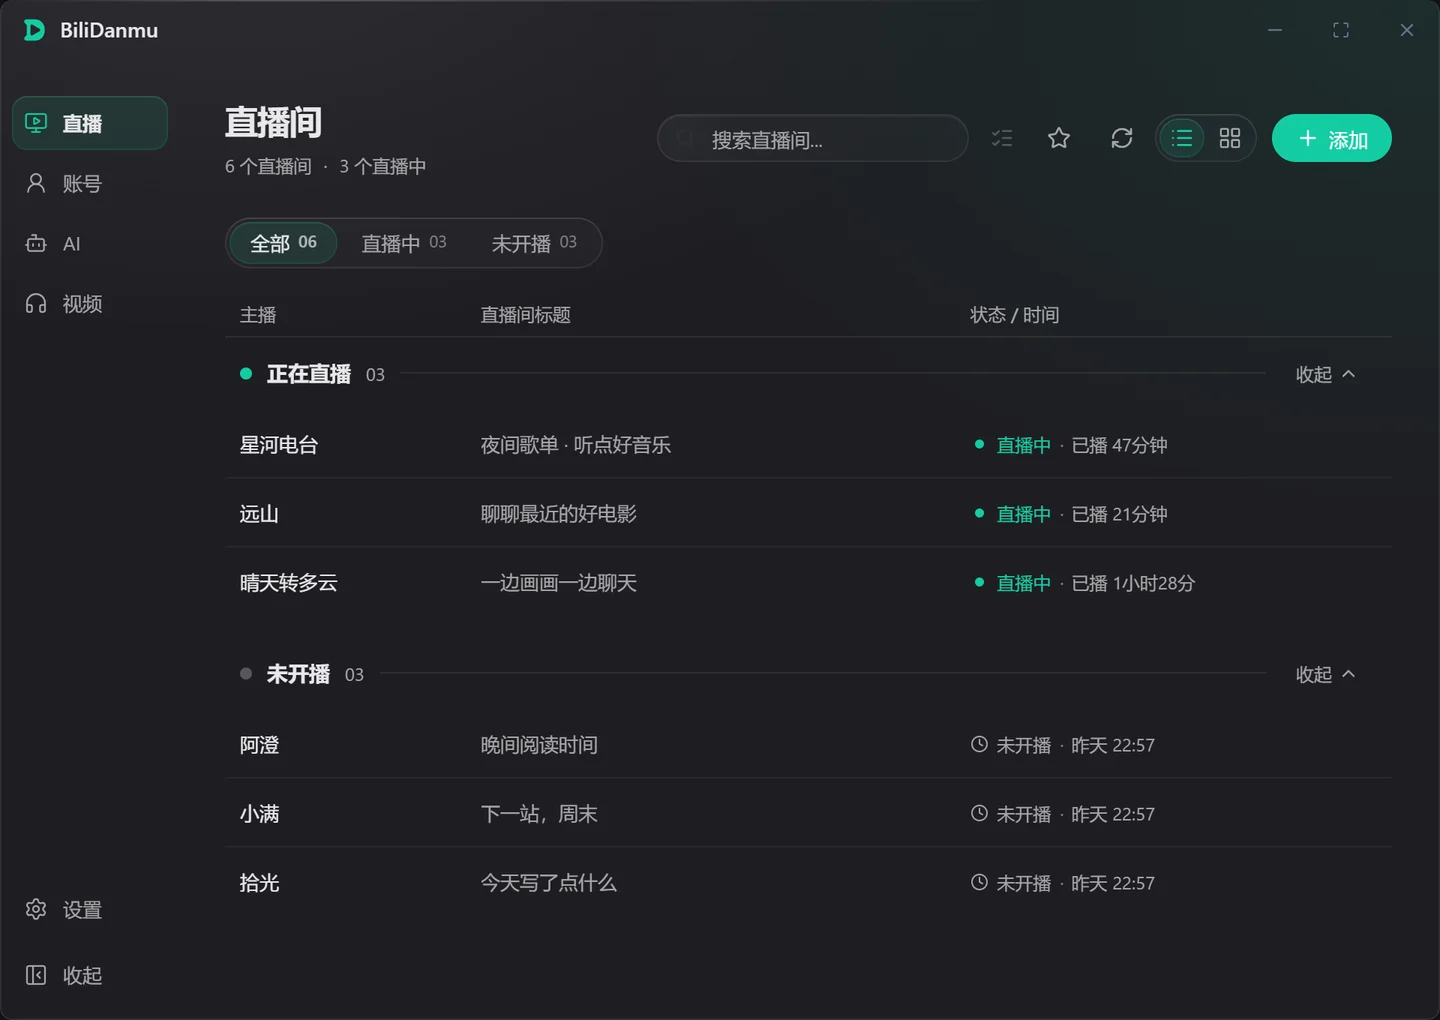 BiliDanmu
直播
账号
AI
视频
设置
收起
直播间
6 个直播间 · 3 个直播中
搜索直播间...
添加
全部 06 直播中 03 未开播 03
主播 直播间标题 状态 / 时间
正在直播 03 收起
星河电台 夜间歌单 · 听点好音乐 直播中 · 已播 47分钟
远山 聊聊最近的好电影 直播中 · 已播 21分钟
晴天转多云 一边画画一边聊天 直播中 · 已播 1小时28分
未开播 03 收起
阿澄 晚间阅读时间 未开播 · 昨天 22:57
小满 下一站，周末 未开播 · 昨天 22:57
拾光 今天写了点什么 未开播 · 昨天 22:57